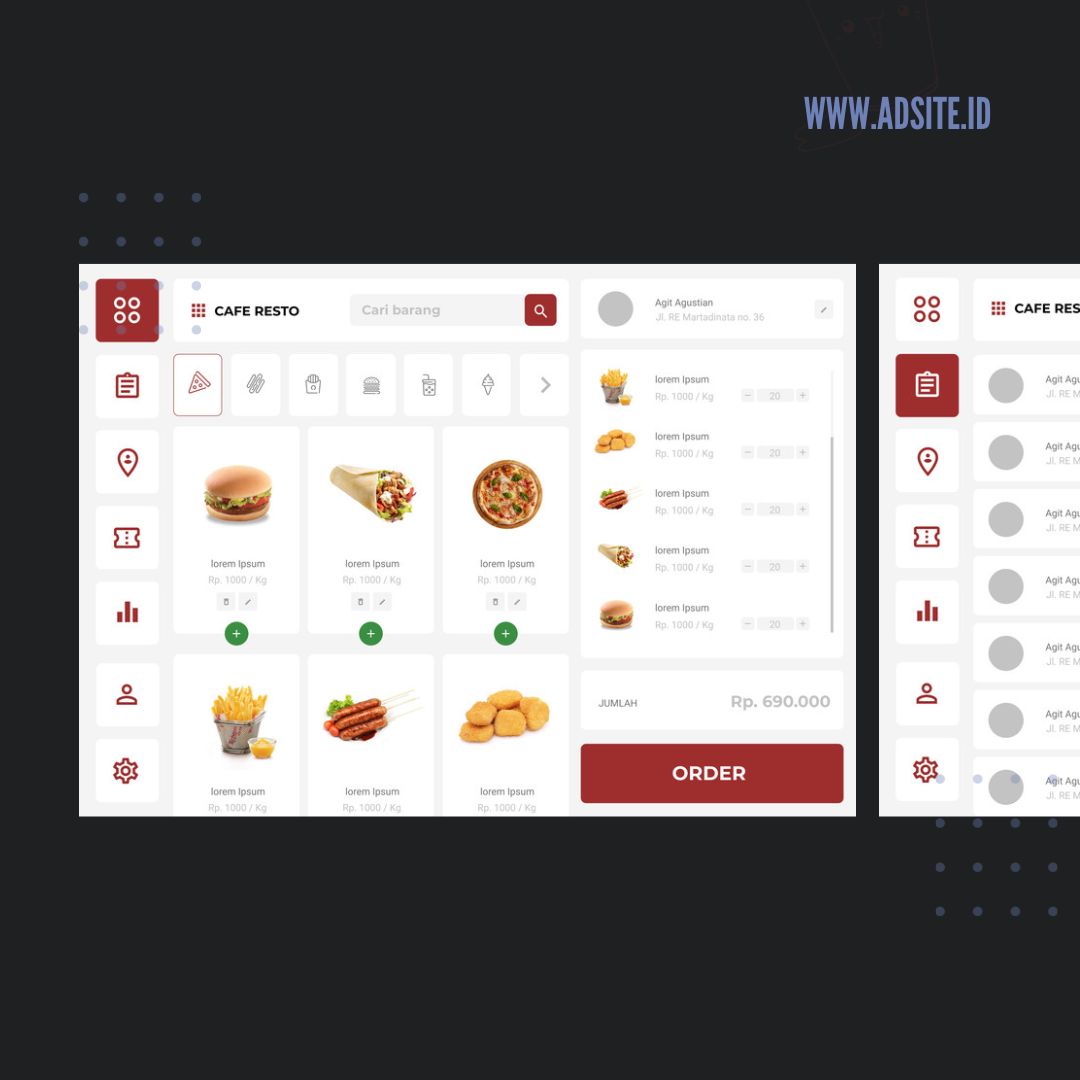 WWW.ADSITE.ID
CAFE RESTO
Cari barang
lorem Ipsum
Rp. 1000 / Kg
lorem Ipsum
Rp. 1000 / Kg
lorem Ipsum
Rp. 1000 / Kg
lorem Ipsum
Rp. 1000 / Kg
lorem Ipsum
Rp. 1000 / Kg
lorem Ipsum
Rp. 1000 / Kg
Agit Agustian
Jl. RE Martadinata no. 36
lorem Ipsum
Rp. 1000 / Kg
− 20 +
lorem Ipsum
Rp. 1000 / Kg
− 20 +
lorem Ipsum
Rp. 1000 / Kg
− 20 +
lorem Ipsum
Rp. 1000 / Kg
− 20 +
lorem Ipsum
Rp. 1000 / Kg
− 20 +
JUMLAH
Rp. 690.000
ORDER
CAFE RES
Agit Agu
Jl. RE M
Agit Agu
Jl. RE M
Agit Agu
Jl. RE M
Agit Agu
Jl. RE M
Agit Agu
Jl. RE M
Agit Agu
Jl. RE M
Agit Agu
Jl. RE M